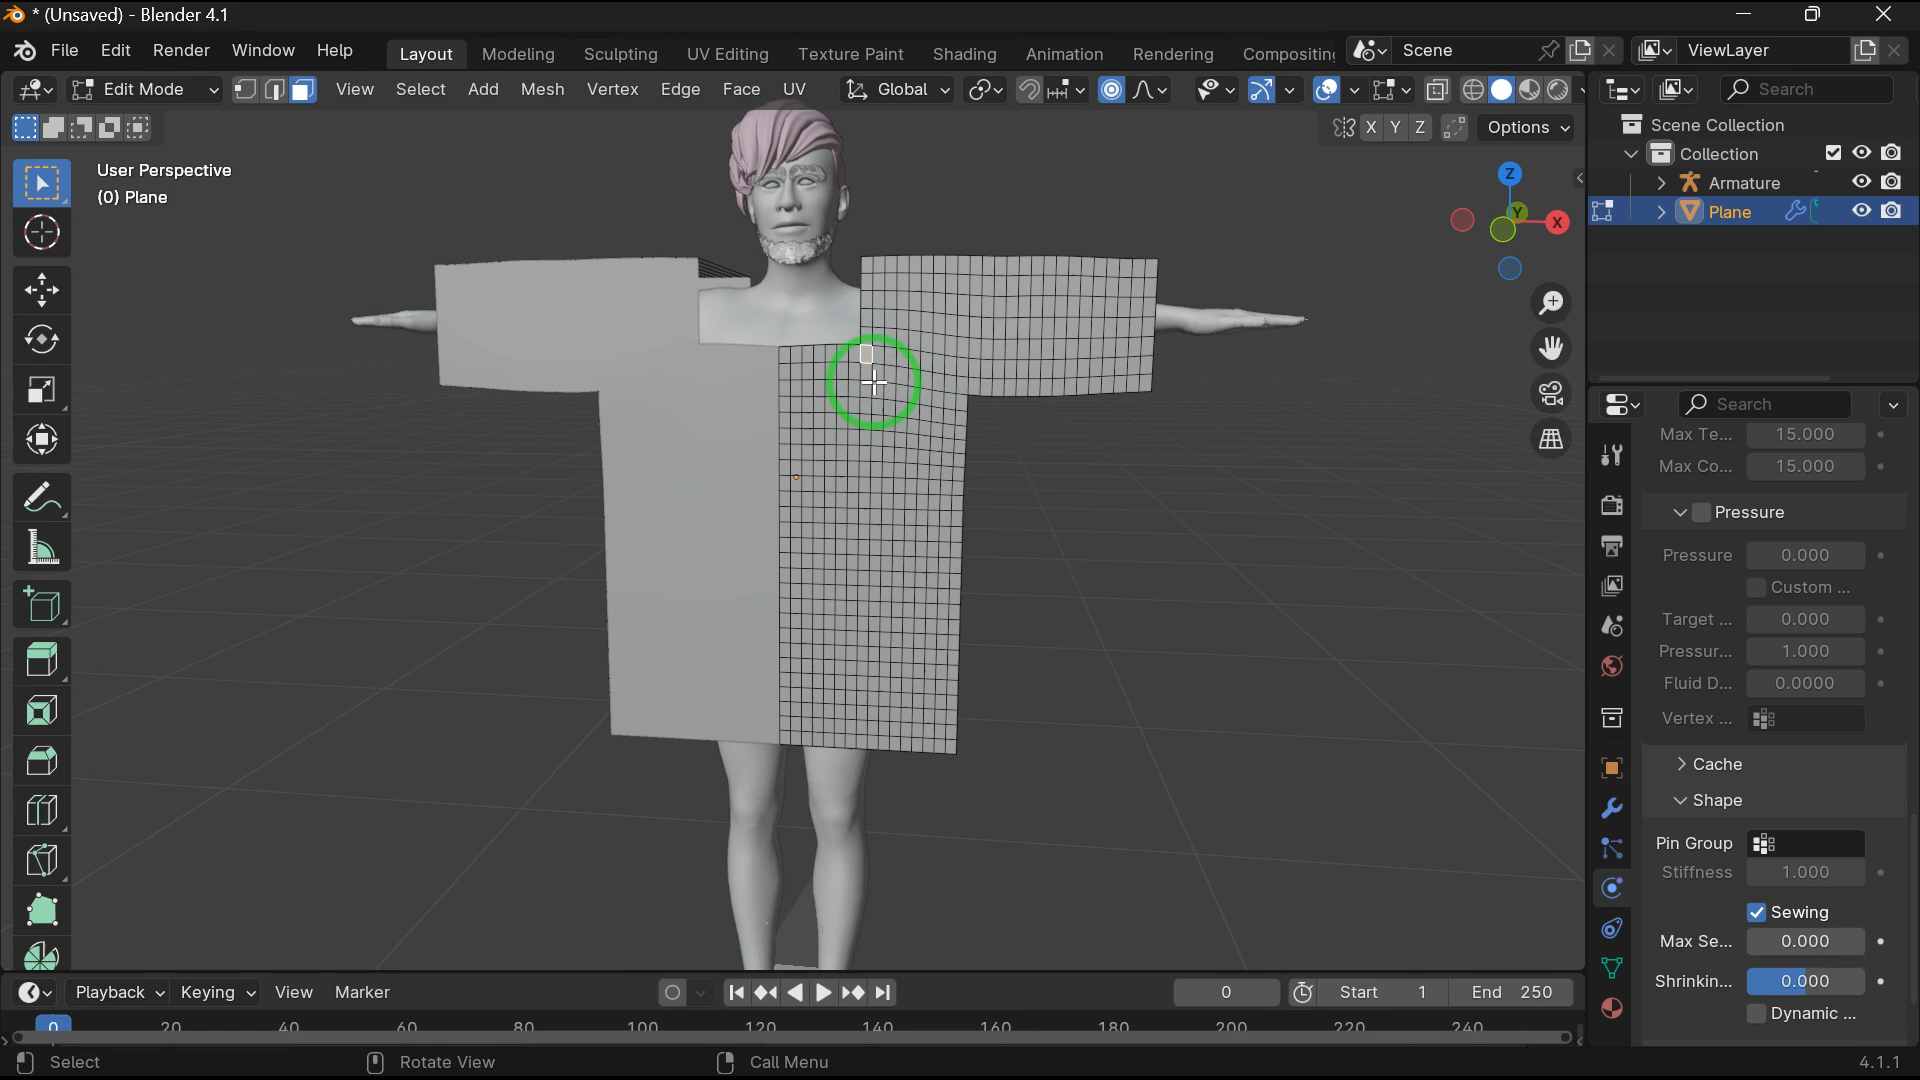 * (Unsaved) - Blender 4.1
File Edit Render Window Help Layout Modeling Sculpting UV Editing Texture Paint Shading Animation Rendering Compositing Scene ViewLayer
Edit Mode View Select Add Mesh Vertex Edge Face UV Global Search
X Y Z Options
User Perspective
(0) Plane
Z
Y
X
Scene Collection
Collection
Armature
Plane
Search
Max Te... 15.000
Max Co... 15.000
Pressure
Pressure 0.000
Custom ...
Target ... 0.000
Pressur... 1.000
Fluid D... 0.0000
Vertex ...
Cache
Shape
Pin Group
Stiffness 1.000
Sewing
Max Se... 0.000
Shrinkin... 0.000
Dynamic ...
Playback Keying View Marker 0 Start 1 End 250
0 20 40 60 80 100 120 140 160 180 200 220 240
Select Rotate View Call Menu 4.1.1